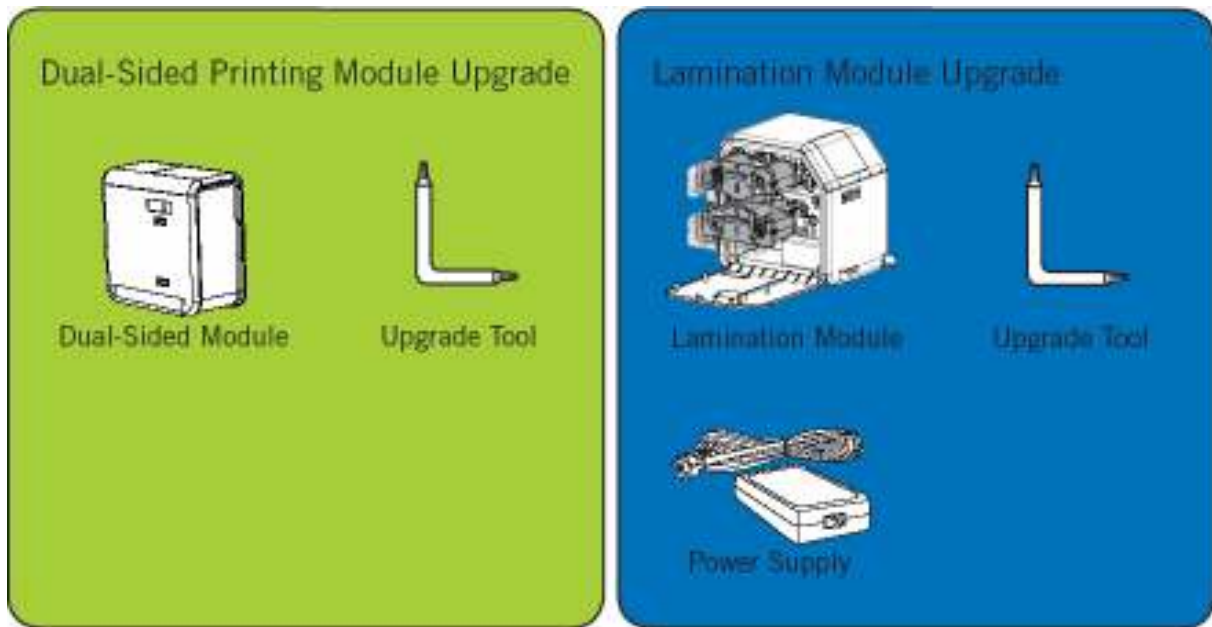 Dual-Sided Printing Module Upgrade
Dual-Sided Module
Upgrade Tool
Lamination Module Upgrade
Lamination Module
Upgrade Tool
Power Supply